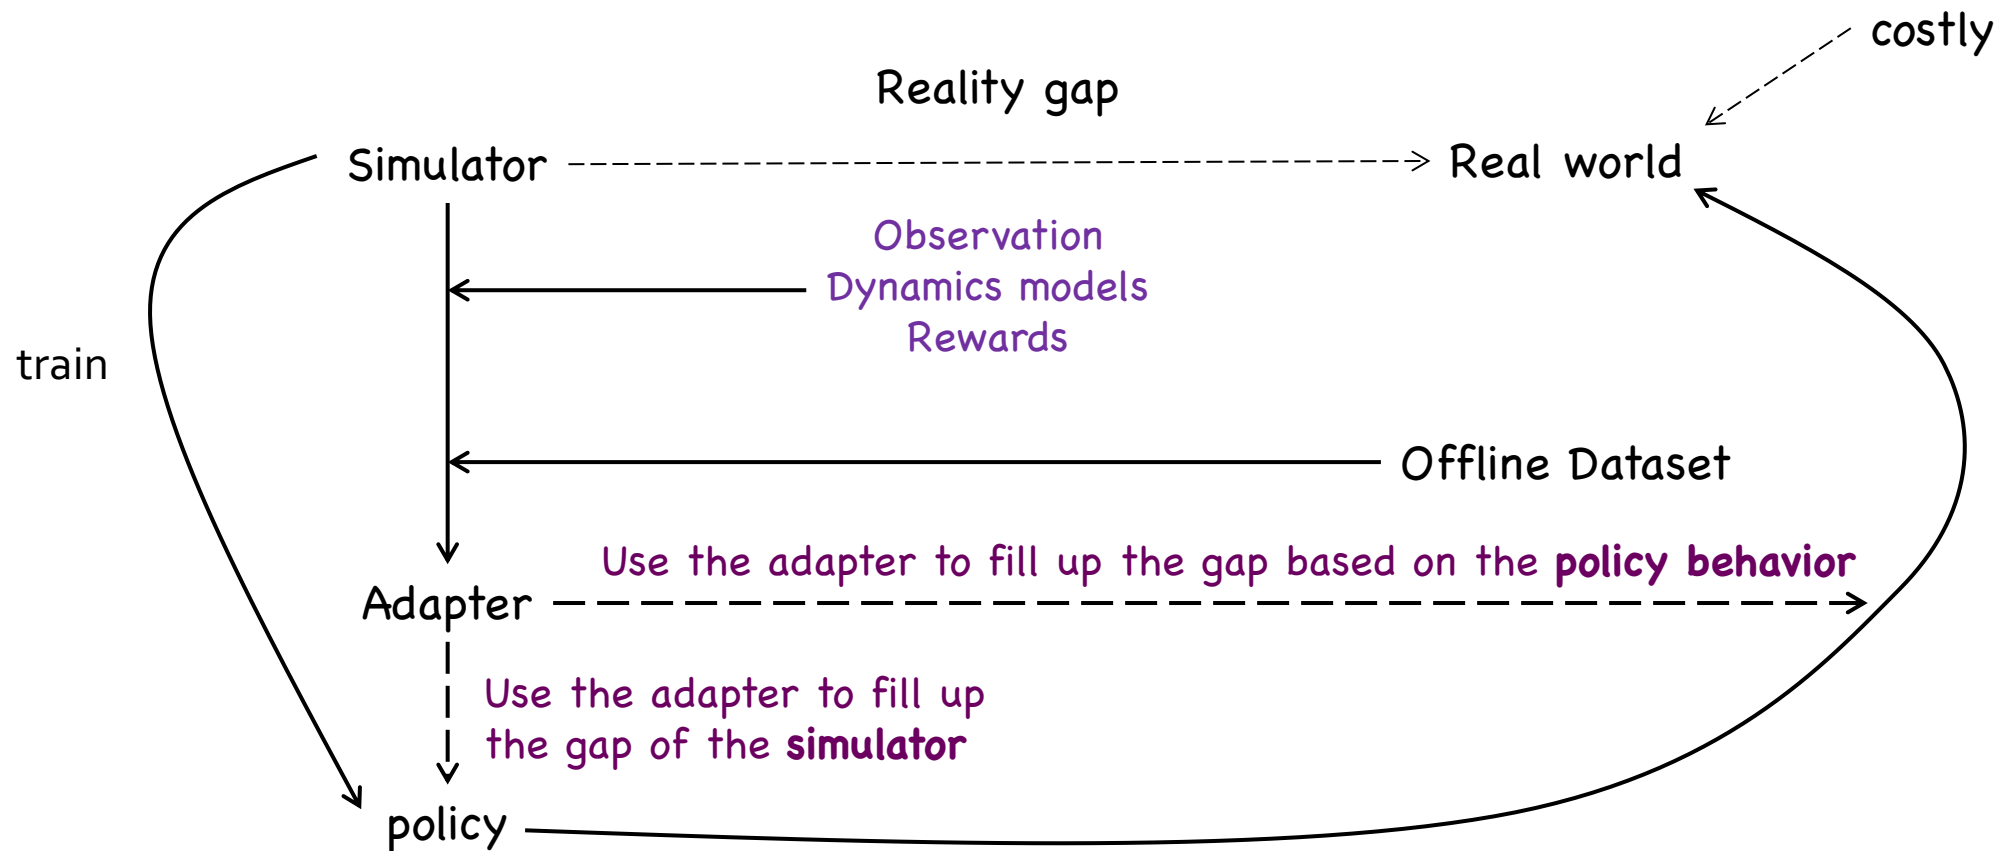 costly
Reality gap
Simulator
Real world
Observation
Dynamics models
Rewards
train
Offline Dataset
Use the adapter to fill up the gap based on the policy behavior
Adapter
Use the adapter to fill up
the gap of the simulator
policy